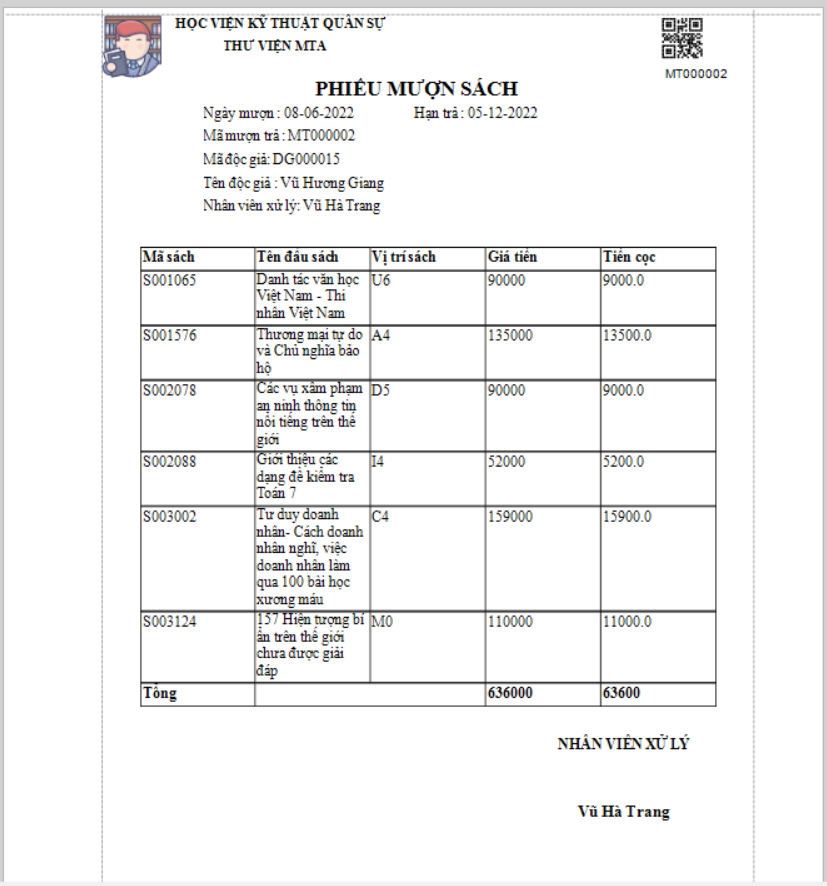 HỌC VIỆN KỸ THUẬT QUÂN SỰ
THƯ VIỆN MTA
MT000002
PHIẾU MƯỢN SÁCH
Ngày mượn : 08-06-2022 Hạn trả : 05-12-2022
Mã mượn trả : MT000002
Mã độc giả: DG000015
Tên độc giả : Vũ Hương Giang
Nhân viên xử lý: Vũ Hà Trang
Mã sách Tên đầu sách Vị trí sách Giá tiền Tiền cọc
S001065 Danh tác văn học U6 90000 9000.0
Việt Nam - Thi
nhân Việt Nam
S001576 Thương mại tự do A4 135000 13500.0
và Chủ nghĩa bảo
hộ
S002078 Các vụ xâm phạm D5 90000 9000.0
an ninh thông tin
nổi tiếng trên thế
giới
S002088 Giới thiệu các I4 52000 5200.0
dạng đề kiểm tra
Toán 7
S003002 Tư duy doanh C4 159000 15900.0
nhân- Cách doanh
nhân nghĩ, việc
doanh nhân làm
qua 100 bài học
xương máu
S003124 157 Hiện tượng bí M0 110000 11000.0
ẩn trên thế giới
chưa được giải
đáp
Tổng 636000 63600
NHÂN VIÊN XỬ LÝ
Vũ Hà Trang